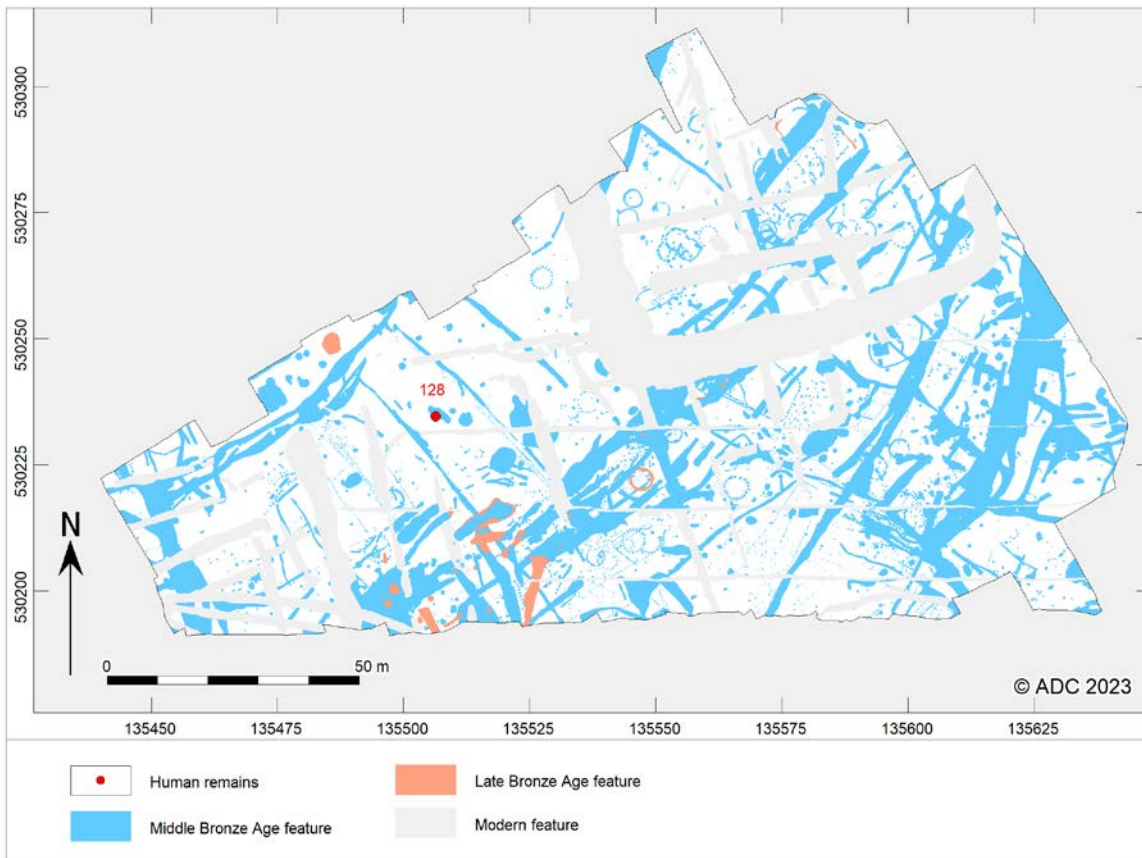 530300
530275
530250
530225
530200
128
N
0 50 m
© ADC 2023
135450 135475 135500 135525 135550 135575 135600 135625
Human remains
Late Bronze Age feature
Middle Bronze Age feature
Modern feature